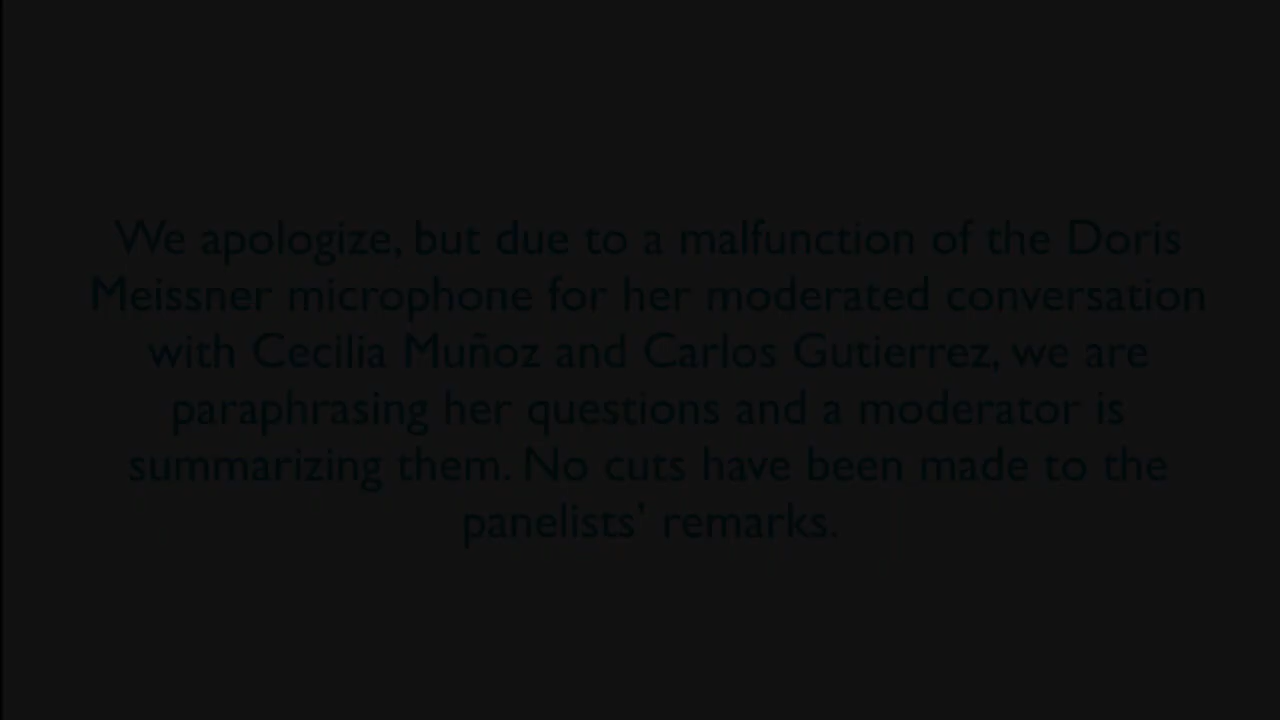 We apologize, but due to a malfunction of the Doris
Meissner microphone for her moderated conversation
with Cecilia Muñoz and Carlos Gutierrez, we are
paraphrasing her questions and a moderator is
summarizing them. No cuts have been made to the
panelists' remarks.